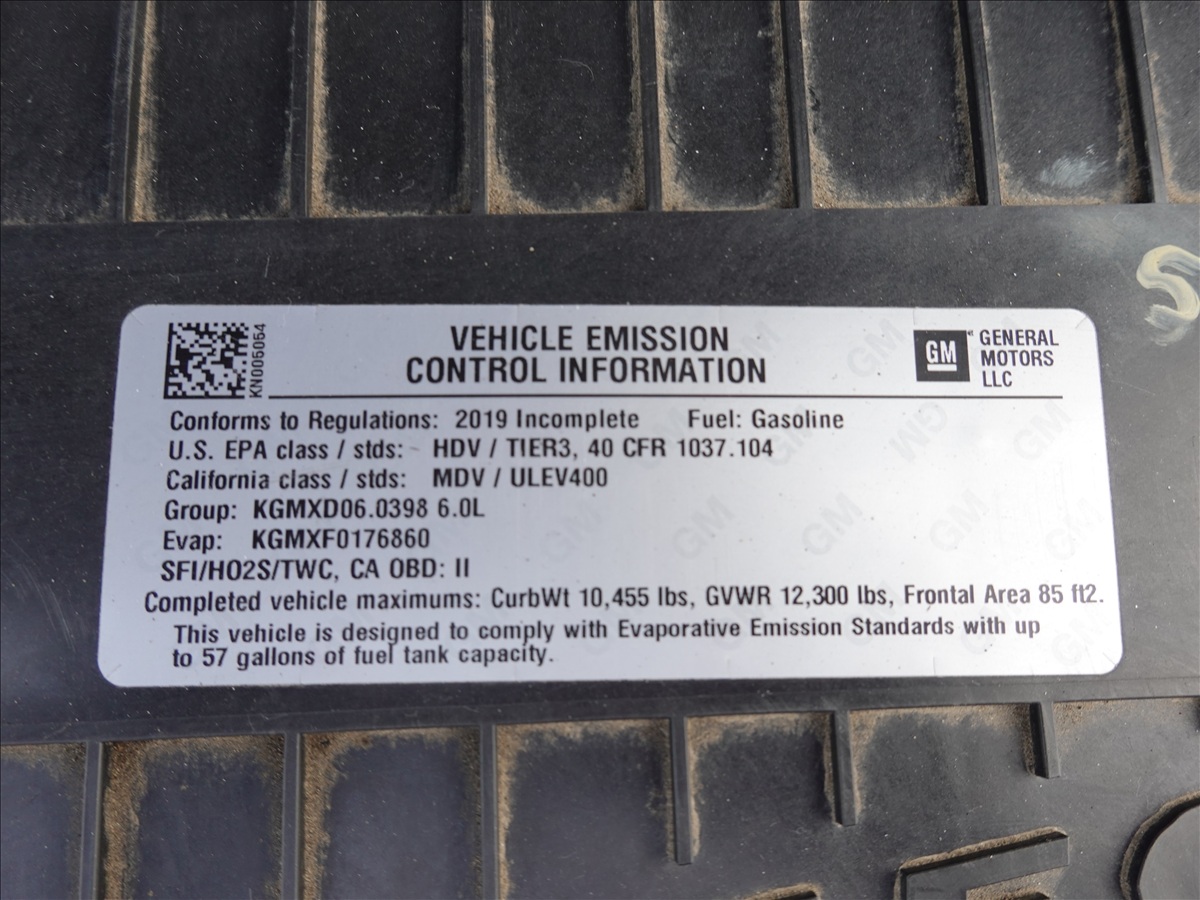 KN005054
VEHICLE EMISSION
CONTROL INFORMATION
GM
GENERAL
MOTORS
LLC
Conforms to Regulations: 2019 Incomplete Fuel: Gasoline
U.S. EPA class / stds: HDV / TIER3, 40 CFR 1037.104
California class / stds: MDV / ULEV400
Group: KGMXD06.0398 6.0L
Evap: KGMXF0176860
SFI/HO2S/TWC, CA OBD: II
Completed vehicle maximums: CurbWt 10,455 lbs, GVWR 12,300 lbs, Frontal Area 85 ft2.
This vehicle is designed to comply with Evaporative Emission Standards with up
to 57 gallons of fuel tank capacity.